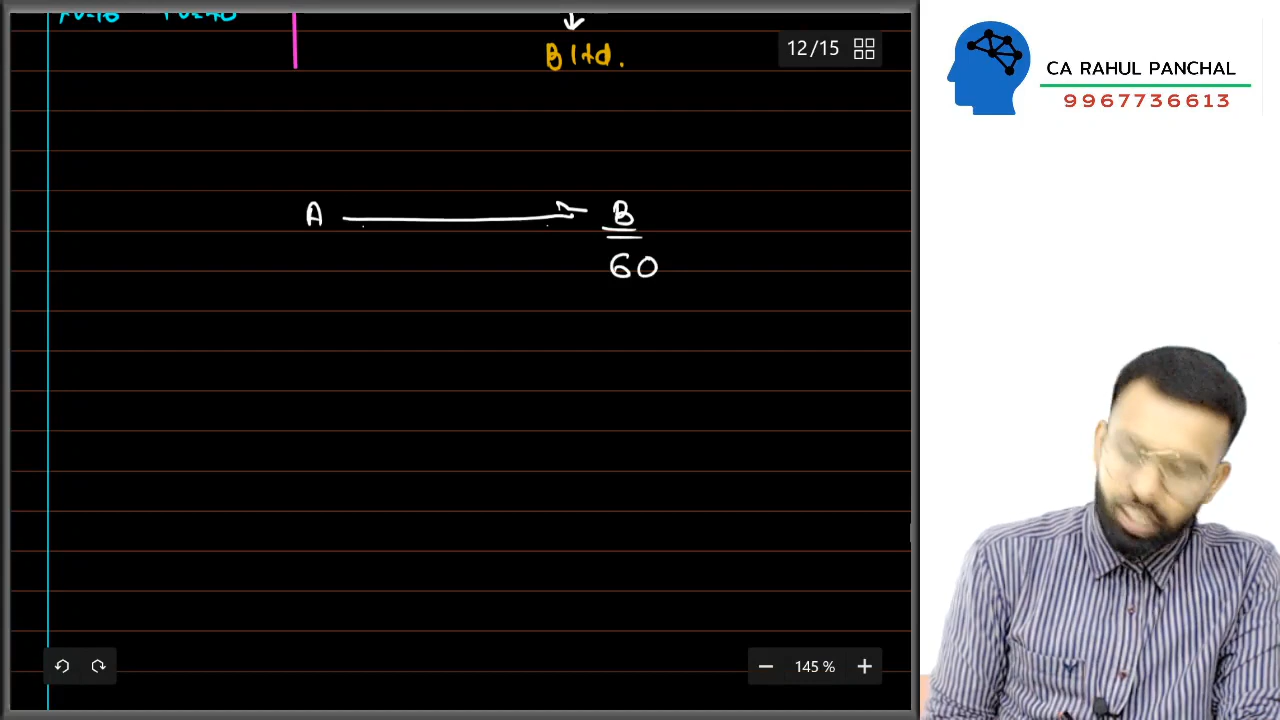 12/15
B ltd.
A B
60
145 %
CA RAHUL PANCHAL
9967736613